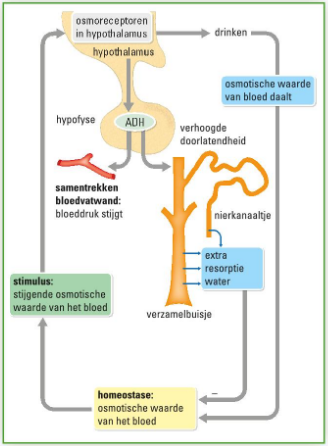 osmoreceptoren
in hypothalamus
drinken
hypothalamus
osmotische waarde
van bloed daalt
hypofyse
ADH
verhoogde
doorlatendheid
samentrekken
bloedvatwand:
bloeddruk stijgt
nierkanaaltje
extra
resorptie
water
stimulus:
stijgende osmotische
waarde van het bloed
verzamelbuisje
homeostase:
osmotische waarde
van het bloed
–